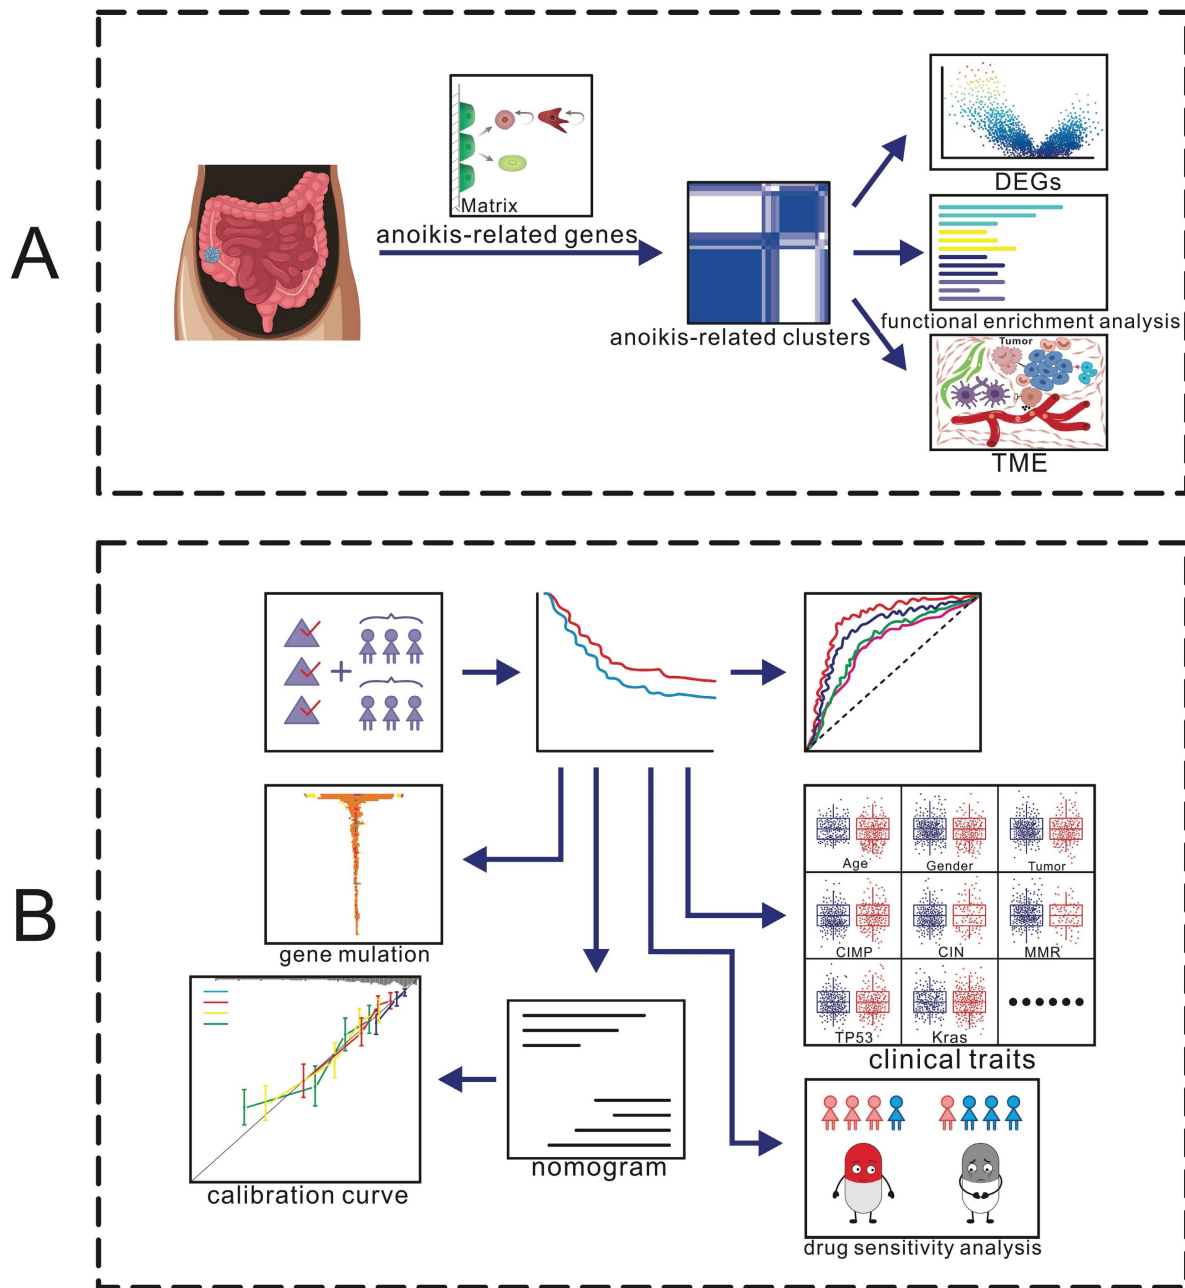 A
Matrix
anoikis-related genes
anoikis-related clusters
DEGs
functional enrichment analysis
Tumor
TME
B
gene mulation
Age
Gender
Tumor
CIMP
CIN
MMR
TP53
Kras
clinical traits
calibration curve
nomogram
drug sensitivity analysis